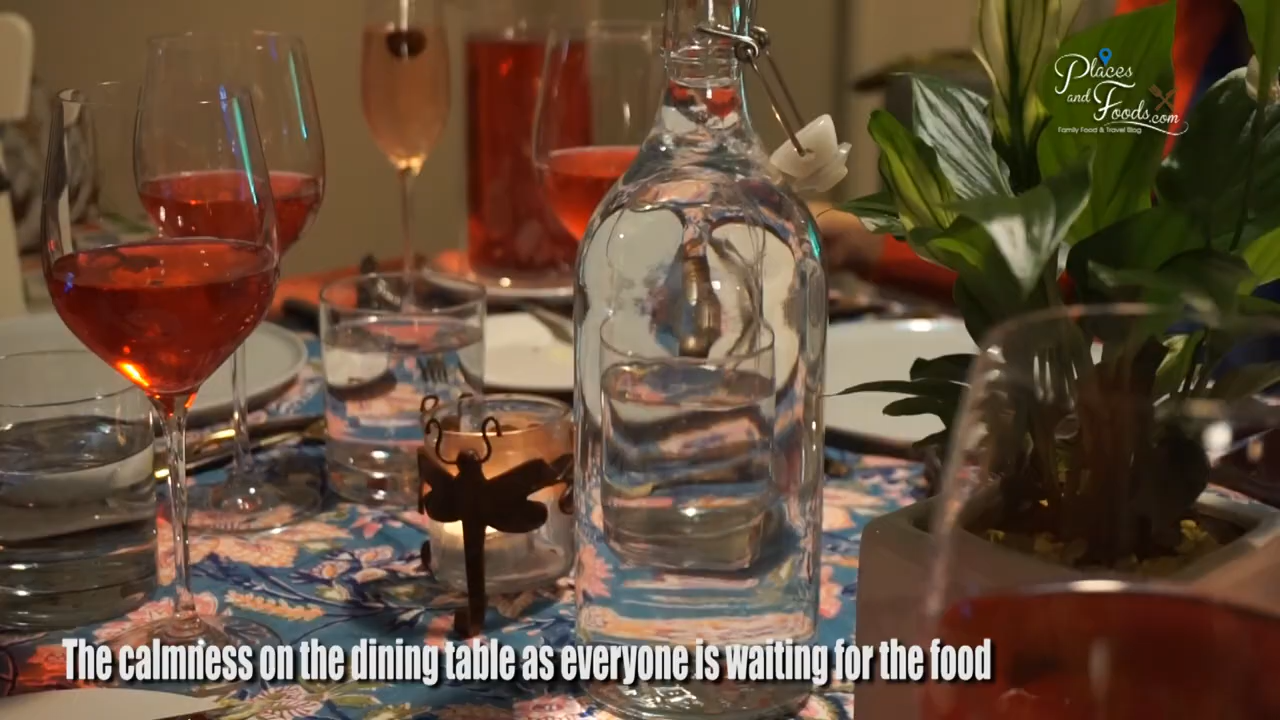 Places
and Foods.com
Family Food & Travel Blog
The calmness on the dining table as everyone is waiting for the food